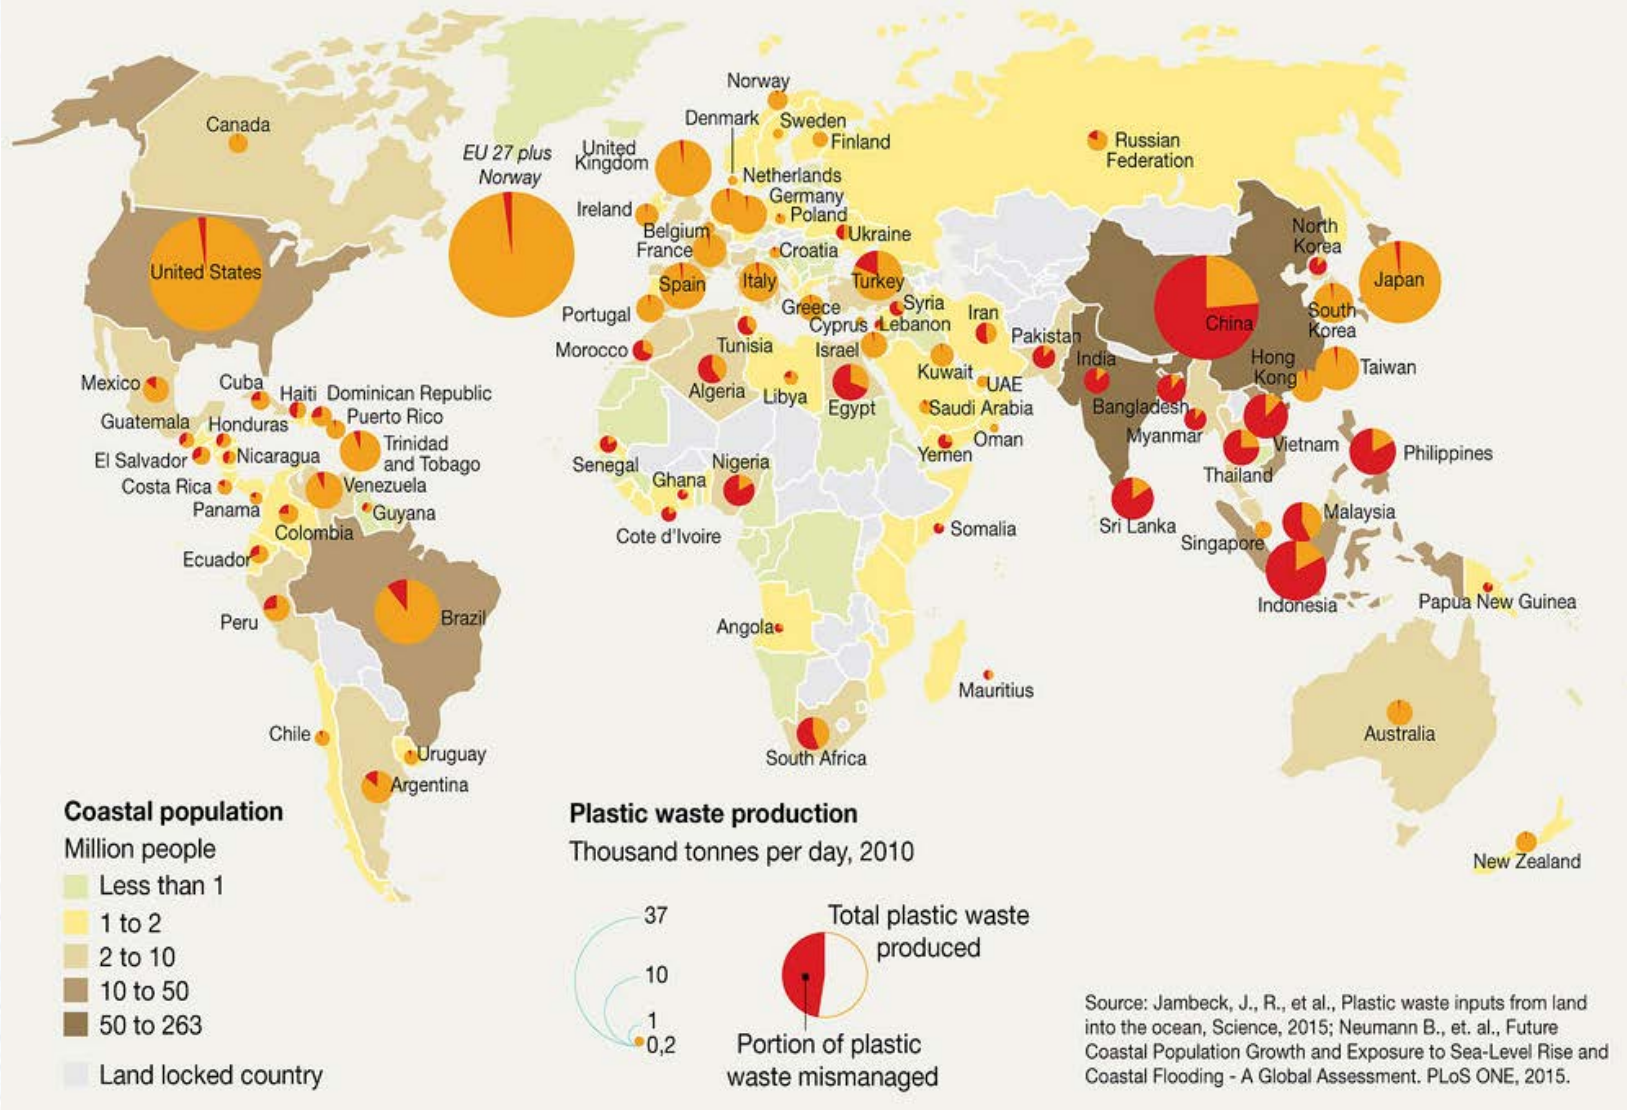 Norway
Denmark
Sweden
Finland
Canada
EU 27 plus
Norway
United
Kingdom
Russian
Federation
Netherlands
Germany
Ireland
Poland
Belgium
Ukraine
North
Korea
France
Croatia
United States
Spain
Italy
Turkey
Japan
Portugal
Greece
Syria
Iran
South
Korea
Cyprus
Lebanon
China
Morocco
Tunisia
Israel
Pakistan
India
Hong
Kong
Taiwan
Mexico
Cuba
Haiti
Dominican Republic
Algeria
Libya
Kuwait
UAE
Guatemala
Honduras
Puerto Rico
Egypt
Saudi Arabia
Bangladesh
El Salvador
Nicaragua
Trinidad
and Tobago
Oman
Yemen
Myanmar
Vietnam
Philippines
Costa Rica
Venezuela
Senegal
Nigeria
Ghana
Thailand
Panama
Guyana
Colombia
Cote d'Ivoire
Somalia
Sri Lanka
Malaysia
Singapore
Ecuador
Indonesia
Papua New Guinea
Peru
Brazil
Angola
Mauritius
Chile
Uruguay
Argentina
South Africa
Australia
New Zealand
Coastal population
Million people
Less than 1
1 to 2
2 to 10
10 to 50
50 to 263
Land locked country
Plastic waste production
Thousand tonnes per day, 2010
37
10
1
0,2
Total plastic waste
produced
Portion of plastic
waste mismanaged
Source: Jambeck, J., R., et al., Plastic waste inputs from land
into the ocean, Science, 2015; Neumann B., et. al., Future
Coastal Population Growth and Exposure to Sea-Level Rise and
Coastal Flooding - A Global Assessment. PLoS ONE, 2015.